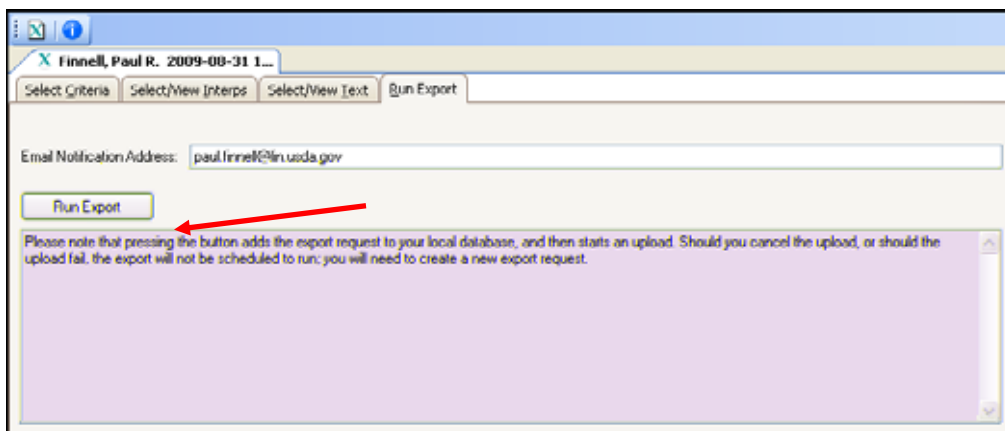 Finnell, Paul R. 2009-08-31 1...
Select Criteria Select/View Interps Select/View Text Run Export
Email Notification Address: paul.finnell@lin.usda.gov
Run Export
Please note that pressing the button adds the export request to your local database, and then starts an upload. Should you cancel the upload, or should the
upload fail, the export will not be scheduled to run; you will need to create a new export request.